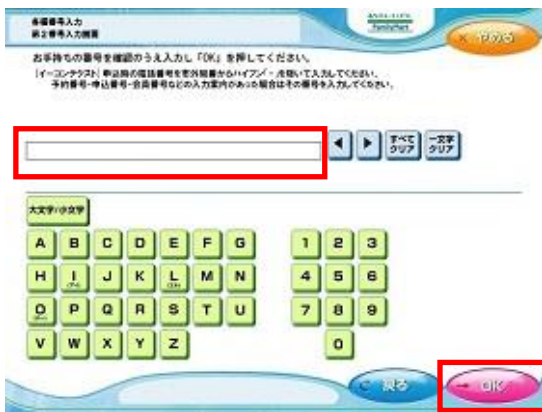 各種番号入力
第2番号入力画面
FamilyMart
やめる
お手持ちの番号を確認のうえ入力し「OK」を押してください。
[イーコンテクスト] 申込時の電話番号を市外局番からハイフン「-」を除いて入力してください。
予約番号・申込番号・会員番号などの入力案内があった場合はその番号を入力してください。
◀ ▶ すべてクリア 一文字クリア
大文字/小文字
A B C D E F G 1 2 3
H I J K L M N 4 5 6
O P Q R S T U 7 8 9
V W X Y Z 0
戻る → OK